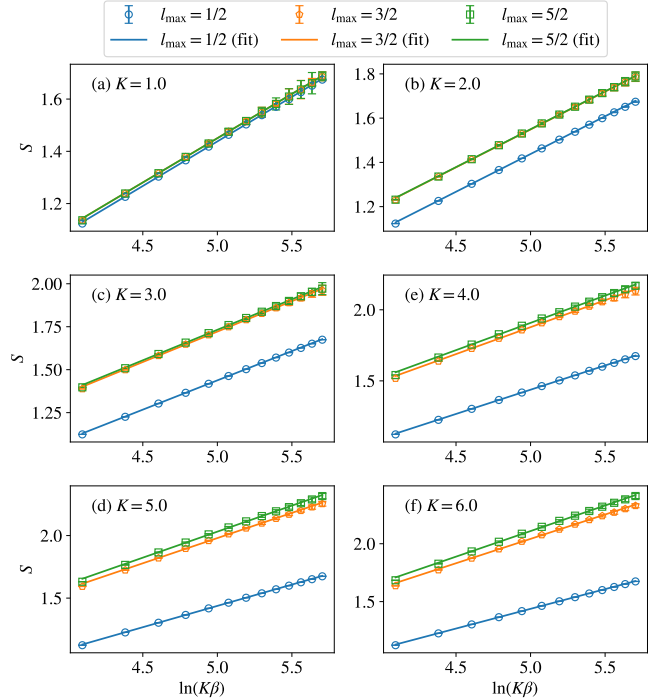 l_max = 1/2 l_max = 3/2 l_max = 5/2
l_max = 1/2 (fit) l_max = 3/2 (fit) l_max = 5/2 (fit)
(a) K = 1.0
S
1.6
1.4
1.2
4.5 5.0 5.5
(b) K = 2.0
1.8
1.6
1.4
1.2
4.5 5.0 5.5
(c) K = 3.0
S
2.00
1.75
1.50
1.25
4.5 5.0 5.5
(e) K = 4.0
2.0
1.5
4.5 5.0 5.5
(d) K = 5.0
S
2.0
1.5
4.5 5.0 5.5
ln(Kβ)
(f) K = 6.0
2.0
1.5
4.5 5.0 5.5
ln(Kβ)